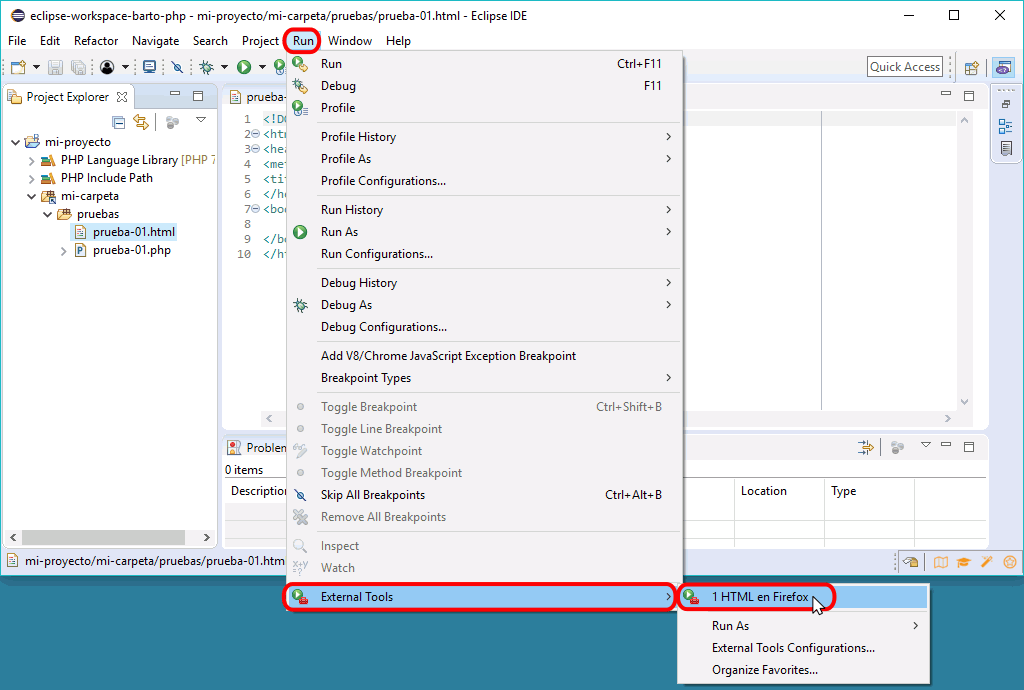 eclipse-workspace-barto-php - mi-proyecto/mi-carpeta/pruebas/prueba-01.html - Eclipse IDE
File Edit Refactor Navigate Search Project Run Window Help
Quick Access
Project Explorer
mi-proyecto
PHP Language Library [PHP 7
PHP Include Path
mi-carpeta
pruebas
prueba-01.html
prueba-01.php
prueba-
1 <!DO
2 <htm
3 <hea
4 <met
5 <tit
6 </he
7 <bod
8
9 </bo
10 </ht
Run Ctrl+F11
Debug F11
Profile
Profile History
Profile As
Profile Configurations...
Run History
Run As
Run Configurations...
Debug History
Debug As
Debug Configurations...
Add V8/Chrome JavaScript Exception Breakpoint
Breakpoint Types
Toggle Breakpoint Ctrl+Shift+B
Toggle Line Breakpoint
Toggle Watchpoint
Toggle Method Breakpoint
Skip All Breakpoints Ctrl+Alt+B
Remove All Breakpoints
Inspect
Watch
External Tools
1 HTML en Firefox
Run As
External Tools Configurations...
Organize Favorites...
Problem
0 items
Description Location Type
mi-proyecto/mi-carpeta/pruebas/prueba-01.htm